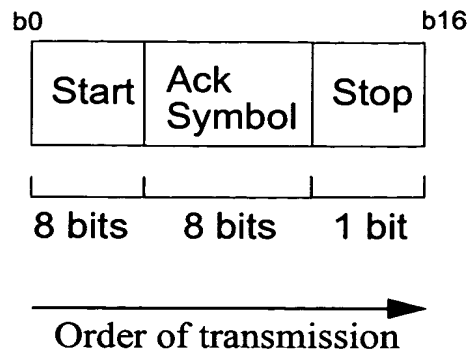 b0 b16
Start Ack Symbol Stop
8 bits 8 bits 1 bit
Order of transmission